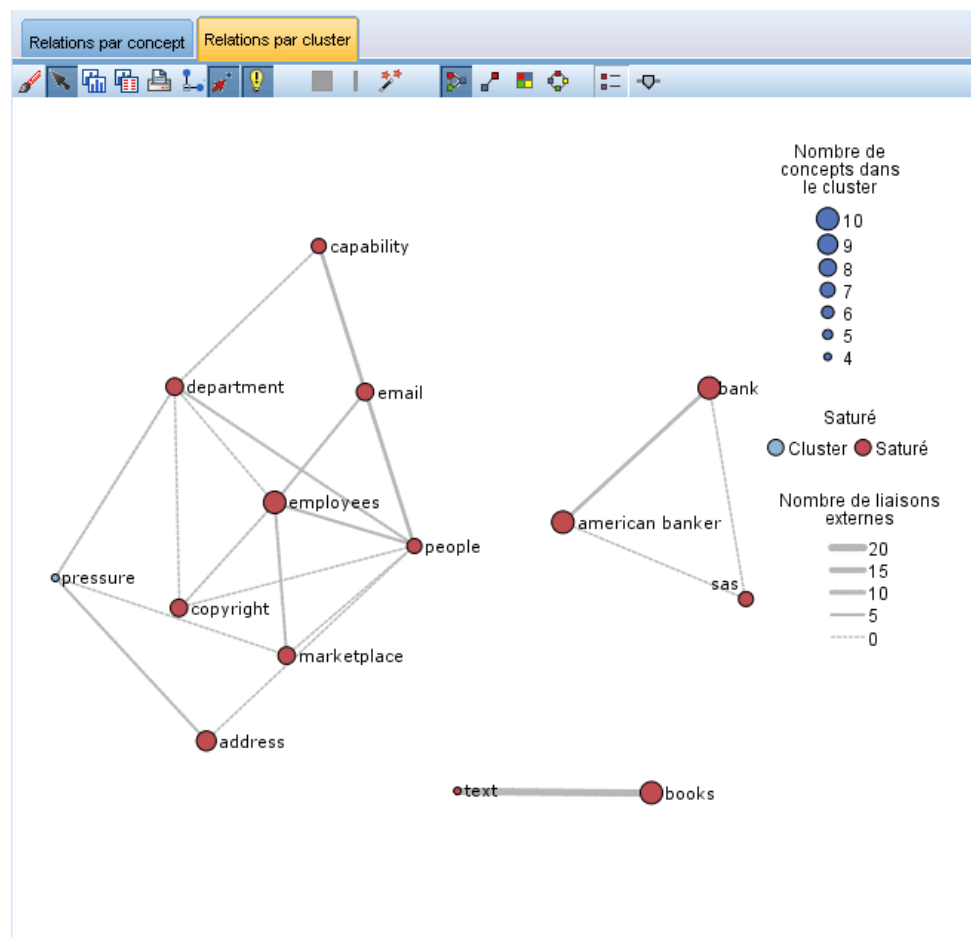 Relations par concept
Relations par cluster
Nombre de
concepts dans
le cluster
10
9
8
7
6
5
4
capability
department
email
bank
Saturé
Cluster
Saturé
employees
Nombre de liaisons
externes
20
15
10
5
0
american banker
people
pressure
sas
copyright
marketplace
address
text
books